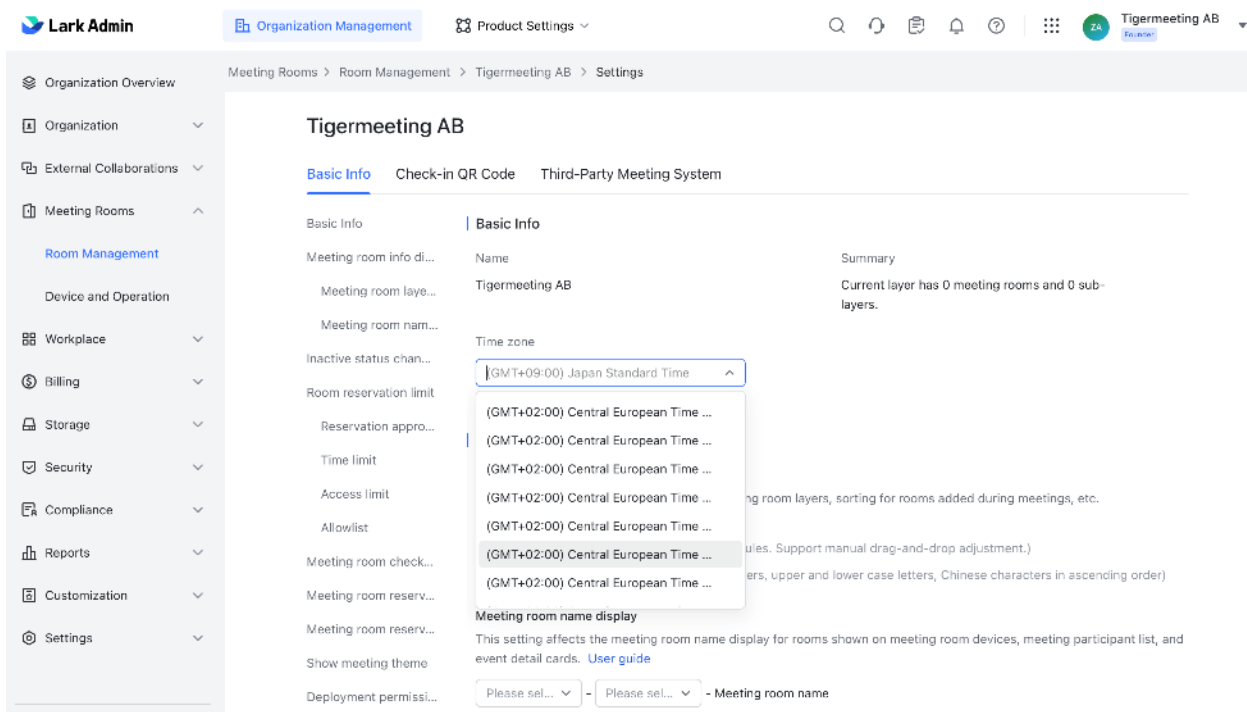 Lark Admin
Organization Management
Product Settings
ZA
Tigermeeting AB
Founder
Organization Overview
Organization
External Collaborations
Meeting Rooms
Room Management
Device and Operation
Workplace
Billing
Storage
Security
Compliance
Reports
Customization
Settings
Meeting Rooms > Room Management > Tigermeeting AB > Settings
Tigermeeting AB
Basic Info
Check-in QR Code
Third-Party Meeting System
Basic Info
Meeting room info di...
Meeting room laye...
Meeting room nam...
Inactive status chan...
Room reservation limit
Reservation appro...
Time limit
Access limit
Allowlist
Meeting room check...
Meeting room reserv...
Meeting room reserv...
Show meeting theme
Deployment permissi...
Basic Info
Name
Tigermeeting AB
Summary
Current layer has 0 meeting rooms and 0 sub-
layers.
Time zone
(GMT+09:00) Japan Standard Time
(GMT+02:00) Central European Time ...
(GMT+02:00) Central European Time ...
(GMT+02:00) Central European Time ...
(GMT+02:00) Central European Time ...
(GMT+02:00) Central European Time ...
(GMT+02:00) Central European Time ...
(GMT+02:00) Central European Time ...
ng room layers, sorting for rooms added during meetings, etc.
ules. Support manual drag-and-drop adjustment.)
ers, upper and lower case letters, Chinese characters in ascending order)
Meeting room name display
This setting affects the meeting room name display for rooms shown on meeting room devices, meeting participant list, and
event detail cards. User guide
Please sel... - Please sel... - Meeting room name